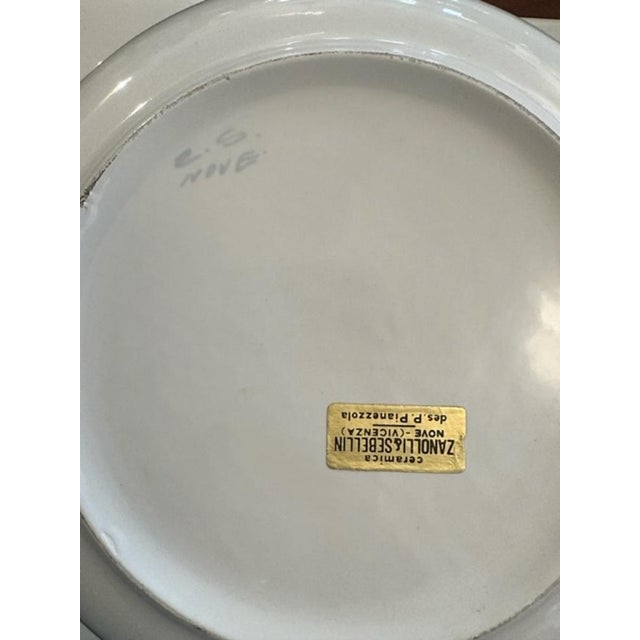 Z.S.
NOVE
ceramica
ZANOLLI&SEBELLIN
NOVE-(VICENZA)
des.P.Pianezzola